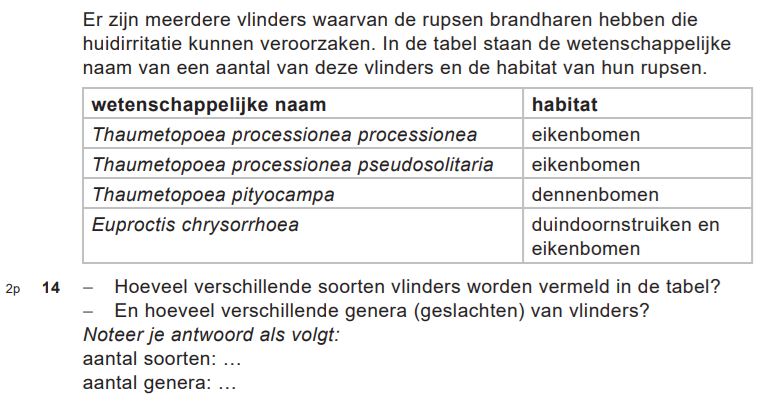 Er zijn meerdere vlinders waarvan de rupsen brandharen hebben die
huidirritatie kunnen veroorzaken. In de tabel staan de wetenschappelijke
naam van een aantal van deze vlinders en de habitat van hun rupsen.
wetenschappelijke naam habitat
Thaumetopoea processionea processionea eikenbomen
Thaumetopoea processionea pseudosolitaria eikenbomen
Thaumetopoea pityocampa dennenbomen
Euproctis chrysorrhoea duindoornstruiken en
eikenbomen
2p 14 – Hoeveel verschillende soorten vlinders worden vermeld in de tabel?
– En hoeveel verschillende genera (geslachten) van vlinders?
Noteer je antwoord als volgt:
aantal soorten: …
aantal genera: …